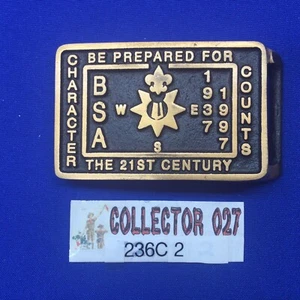 BE PREPARED FOR
CHARACTER
COUNTS
BSA
1937
1997
W
E
S
THE 21ST CENTURY
COLLECTOR 027
236C 2